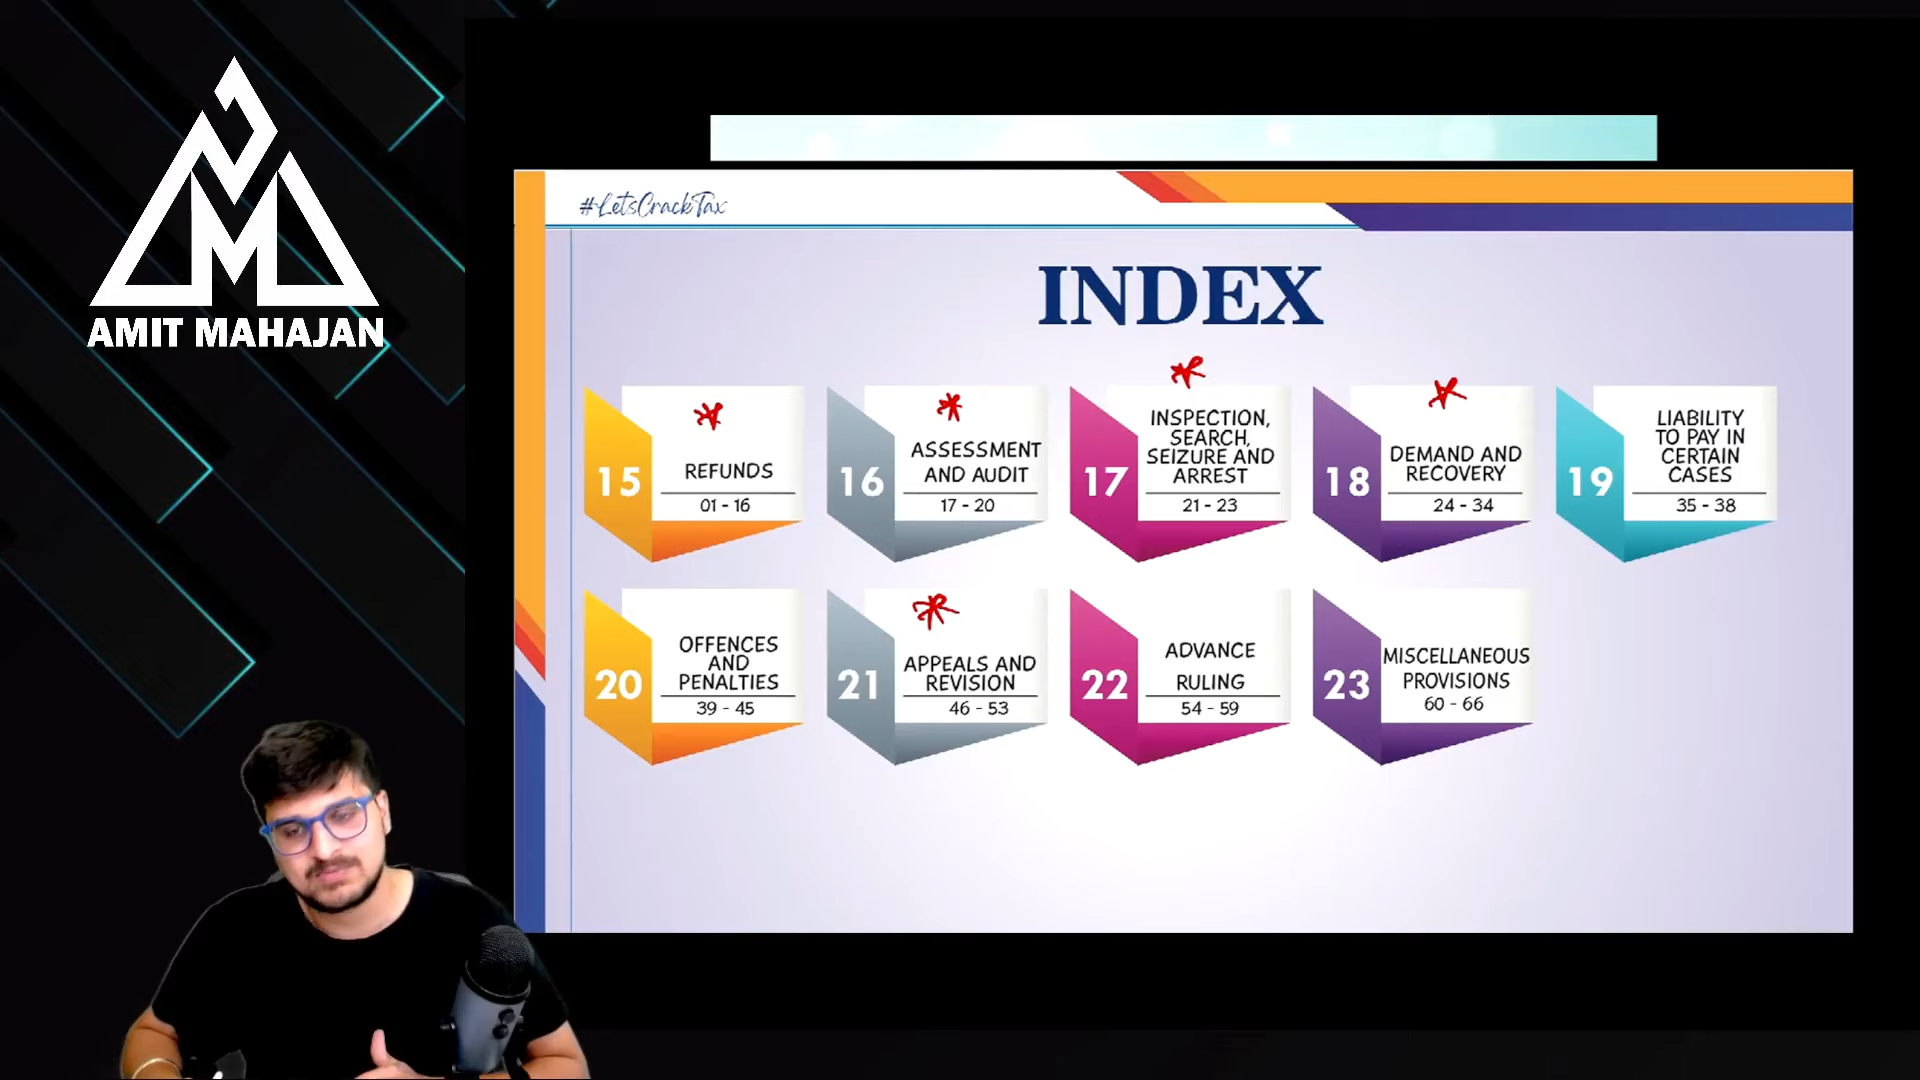 AMIT MAHAJAN
#LetsCrackTax
INDEX
15
REFUNDS
01 - 16
16
ASSESSMENT
AND AUDIT
17 - 20
17
INSPECTION,
SEARCH,
SEIZURE AND
ARREST
21 - 23
18
DEMAND AND
RECOVERY
24 - 34
19
LIABILITY
TO PAY IN
CERTAIN
CASES
35 - 38
20
OFFENCES
AND
PENALTIES
39 - 45
21
APPEALS AND
REVISION
46 - 53
22
ADVANCE
RULING
54 - 59
23
MISCELLANEOUS
PROVISIONS
60 - 66